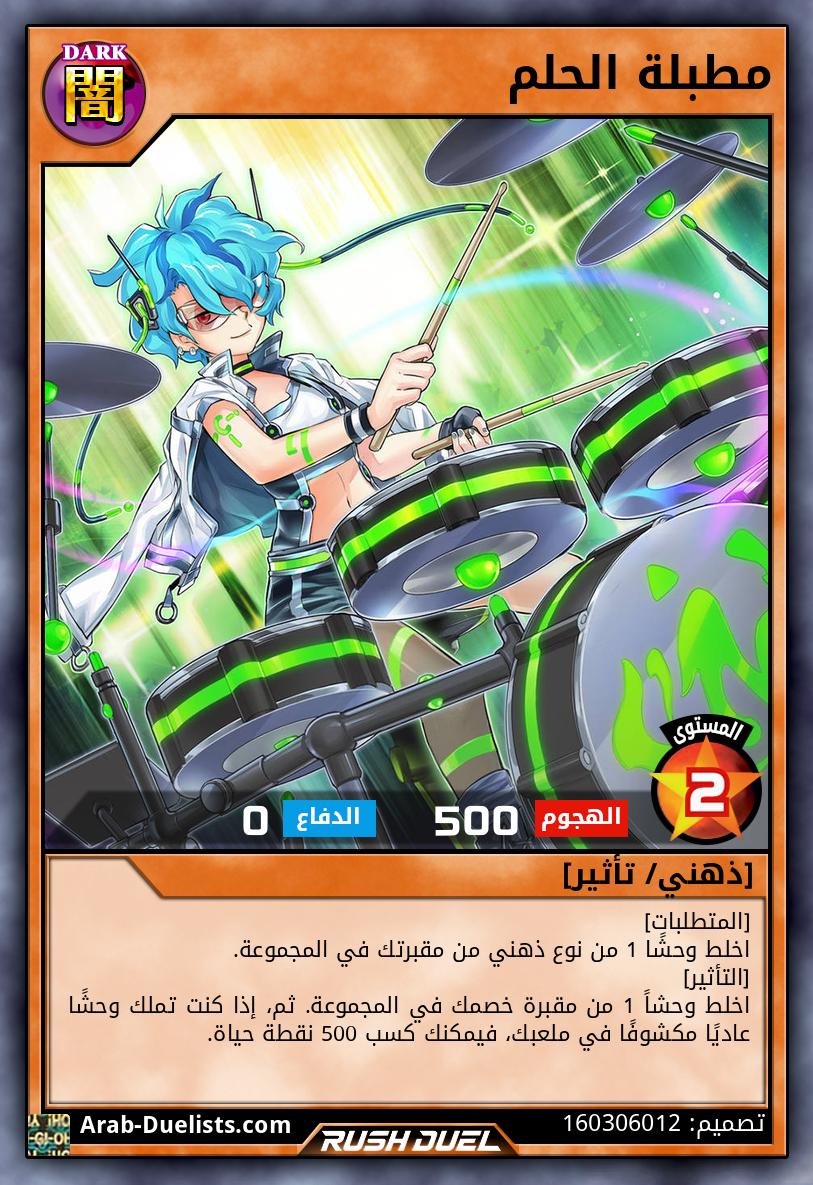 DARK
闇
مطبلة الحلم
المستوى
2
الهجوم 500 الدفاع 0
[ذهني/ تأثير]
[المتطلبات]
اخلط وحشًا 1 من نوع ذهني من مقبرتك في المجموعة.
[التأثير]
اخلط وحشاً 1 من مقبرة خصمك في المجموعة. ثم، إذا كنت تملك وحشًا
عاديًا مكشوفًا في ملعبك، فيمكنك كسب 500 نقطة حياة.
تصميم: 160306012
RUSH DUEL
Arab-Duelists.com